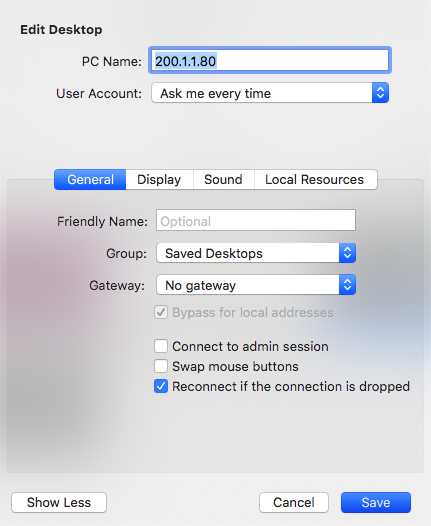 Edit Desktop
PC Name: 200.1.1.80
User Account: Ask me every time
General Display Sound Local Resources
Friendly Name: Optional
Group: Saved Desktops
Gateway: No gateway
Bypass for local addresses
Connect to admin session
Swap mouse buttons
Reconnect if the connection is dropped
Show Less Cancel Save